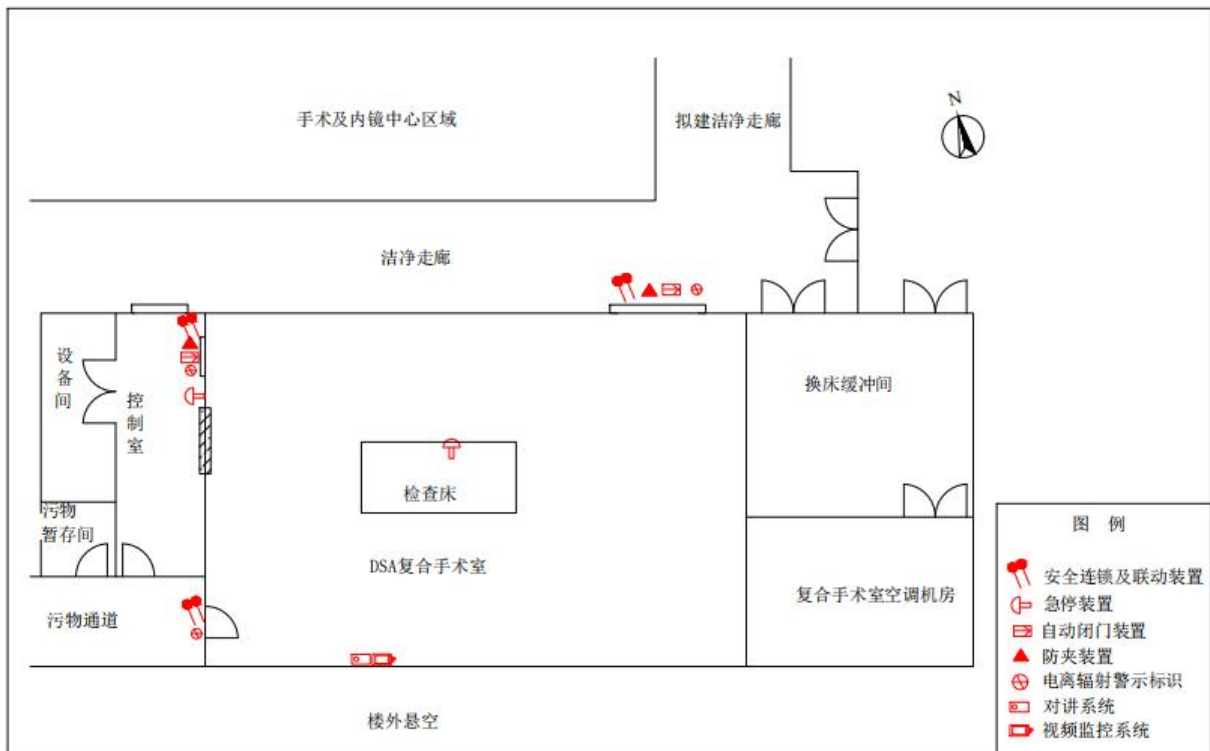 手术及内镜中心区域
拟建洁净走廊
N
洁净走廊
设备间
控制室
换床缓冲间
检查床
污物
暂存间
DSA复合手术室
复合手术室空调机房
污物通道
楼外悬空
图 例
安全连锁及联动装置
急停装置
自动闭门装置
防夹装置
电离辐射警示标识
对讲系统
视频监控系统